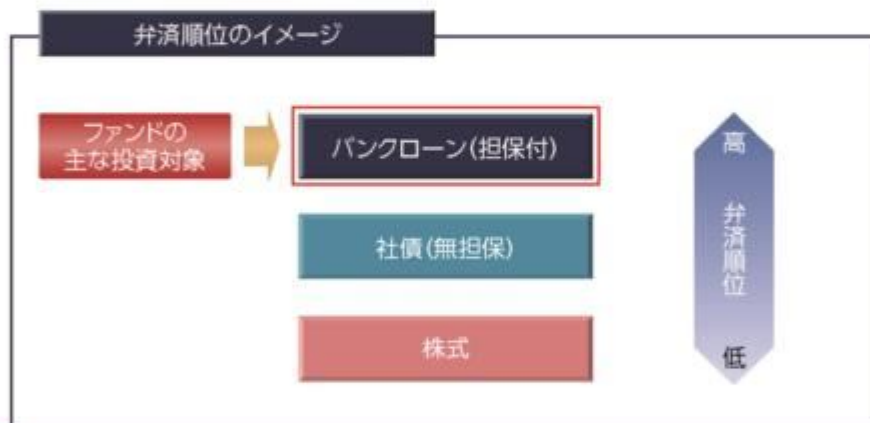 弁済順位のイメージ
ファンドの
主な投資対象
バンクローン(担保付)
社債(無担保)
株式
高
弁済順位
低